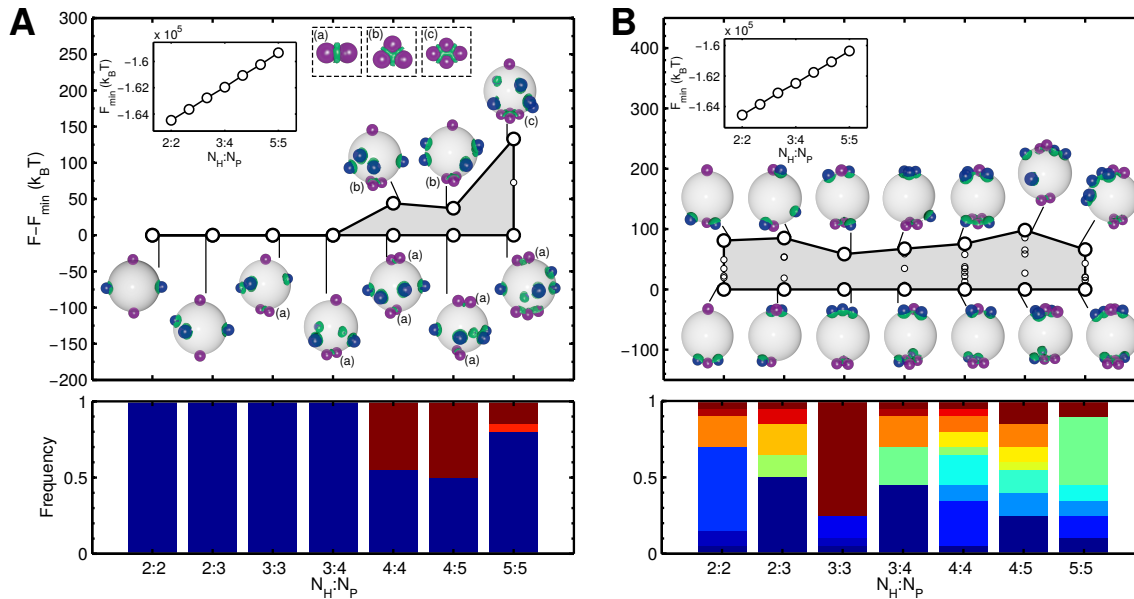 A
300
250
200
150
100
50
0
−50
−100
−150
−200
F−F_min (k_BT)
x 10^5
−1.6
−1.62
−1.64
F_min (k_BT)
2:2 3:4 5:5
N_H:N_P
(a) (b) (c)
(c)
(b) (b)
(a) (a) (a) (a) (a) (a) (a)
1
0.5
0
Frequency
2:2 2:3 3:3 3:4 4:4 4:5 5:5
N_H:N_P
B
400
300
200
100
0
−100
x 10^5
−1.6
−1.62
−1.64
F_min (k_BT)
2:2 3:4 5:5
N_H:N_P
1
0.5
0
2:2 2:3 3:3 3:4 4:4 4:5 5:5
N_H:N_P